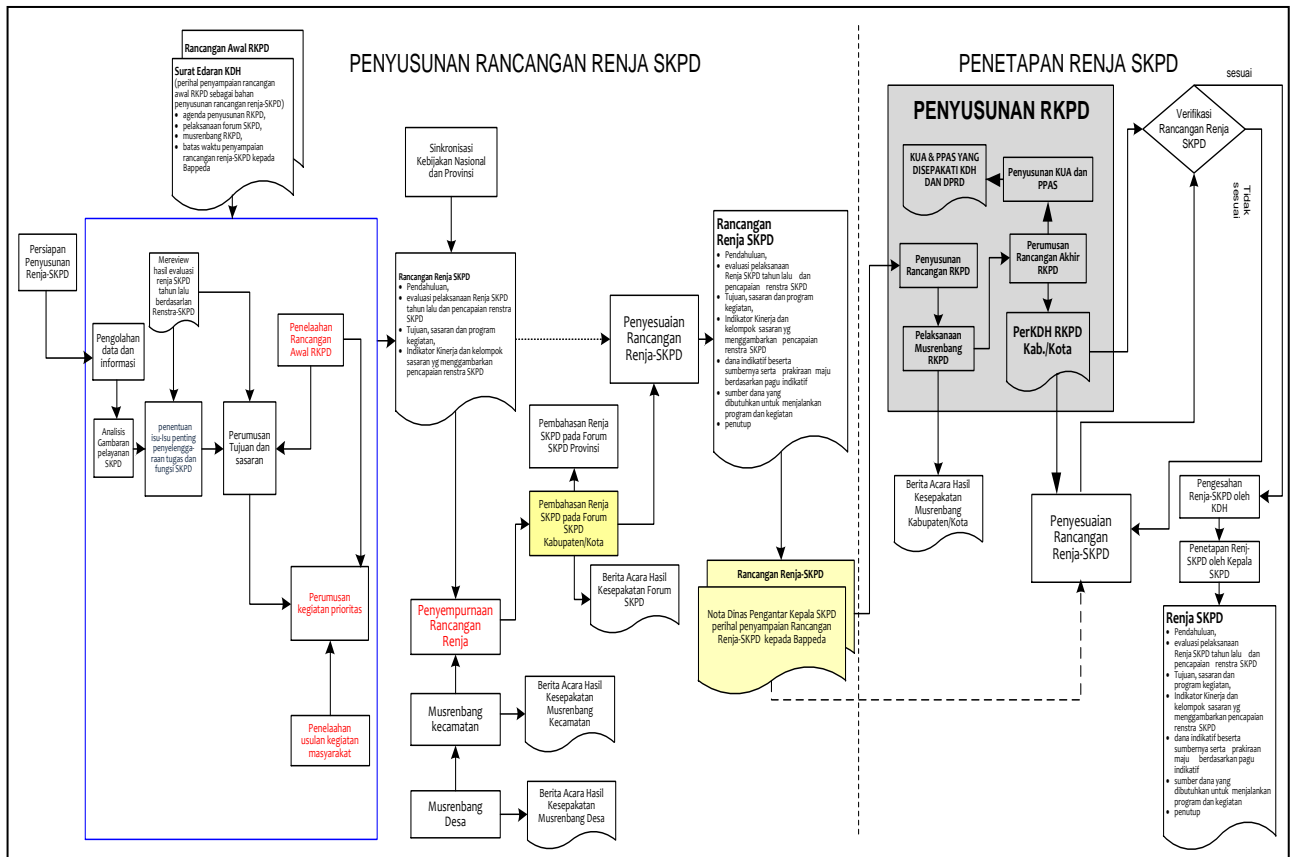 PENYUSUNAN RANCANGAN RENJA SKPD
PENETAPAN RENJA SKPD
Rancangan Awal RKPD
Surat Edaran KDH
(perihal penyampaian rancangan
awal RKPD sebagai bahan
penyusunan rancangan renja-SKPD)
• agenda penyusunan RKPD,
• pelaksanaan forum SKPD,
• musrenbang RKPD,
• batas waktu penyampaian
rancangan renja-SKPD kepada
Bappeda
Persiapan
Penyusunan
Renja-SKPD
Mereview
hasil evaluasi
renja SKPD
tahun lalu
berdasarlan
Renstra-SKPD
Pengolahan
data dan
informasi
Analisis
Gambaran
pelayanan
SKPD
penentuan
isu-Isu penting
penyelengga-
raan tugas dan
fungsi SKPD
Perumusan
Tujuan dan
sasaran
Penelaahan
Rancangan
Awal RKPD
Perumusan
kegiatan prioritas
Penelaahan
usulan kegiatan
masyarakat
Sinkronisasi
Kebijakan Nasional
dan Provinsi
Rancangan Renja SKPD
• Pendahuluan,
• evaluasi pelaksanaan Renja SKPD
tahun lalu dan pencapaian renstra
SKPD
• Tujuan, sasaran dan program
kegiatan,
• Indikator Kinerja dan kelompok
sasaran yg menggambarkan
pencapaian renstra SKPD
Penyempurnaan
Rancangan
Renja
Musrenbang
kecamatan
Berita Acara Hasil
Kesepakatan
Musrenbang
Kecamatan
Musrenbang
Desa
Berita Acara Hasil
Kesepakatan
Musrenbang Desa
Pembahasan Renja
SKPD pada Forum
SKPD Provinsi
Pembahasan Renja
SKPD pada Forum
SKPD
Kabupaten/Kota
Berita Acara Hasil
Kesepakatan Forum
SKPD
Penyesuaian
Rancangan
Renja-SKPD
Rancangan
Renja SKPD
• Pendahuluan,
• evaluasi pelaksanaan
Renja SKPD tahun lalu dan
pencapaian renstra SKPD
• Tujuan, sasaran dan program
kegiatan,
• Indikator Kinerja dan
kelompok sasaran yg
menggambarkan pencapaian
renstra SKPD
• dana indikatif beserta
sumbernya serta prakiraan maju
berdasarkan pagu indikatif
• sumber dana yang
dibutuhkan untuk menjalankan
program dan kegiatan
• penutup
Rancangan Renja-SKPD
Nota Dinas Pengantar Kepala SKPD
perihal penyampaian Rancangan
Renja-SKPD kepada Bappeda
PENYUSUNAN RKPD
KUA & PPAS YANG
DISEPAKATI KDH
DAN DPRD
Penyusunan KUA dan
PPAS
Penyusunan
Rancangan RKPD
Perumusan
Rancangan Akhir
RKPD
Pelaksanaan
Musrenbang
RKPD
PerKDH RKPD
Kab./Kota
Berita Acara Hasil
Kesepakatan
Musrenbang
Kabupaten/Kota
Penyesuaian
Rancangan
Renja-SKPD
sesuai
Verifikasi
Rancangan Renja
SKPD
Tidak
sesuai
Pengesahan
Renja-SKPD oleh
KDH
Penetapan Renj-
SKPD oleh Kepala
SKPD
Renja SKPD
• Pendahuluan,
• evaluasi pelaksanaan
Renja SKPD tahun lalu dan
pencapaian renstra SKPD
• Tujuan, sasaran dan
program kegiatan,
• Indikator Kinerja dan
kelompok sasaran yg
menggambarkan pencapaian
renstra SKPD
• dana indikatif beserta
sumbernya serta prakiraan
maju berdasarkan pagu
indikatif
• sumber dana yang
dibutuhkan untuk menjalankan
program dan kegiatan
• penutup